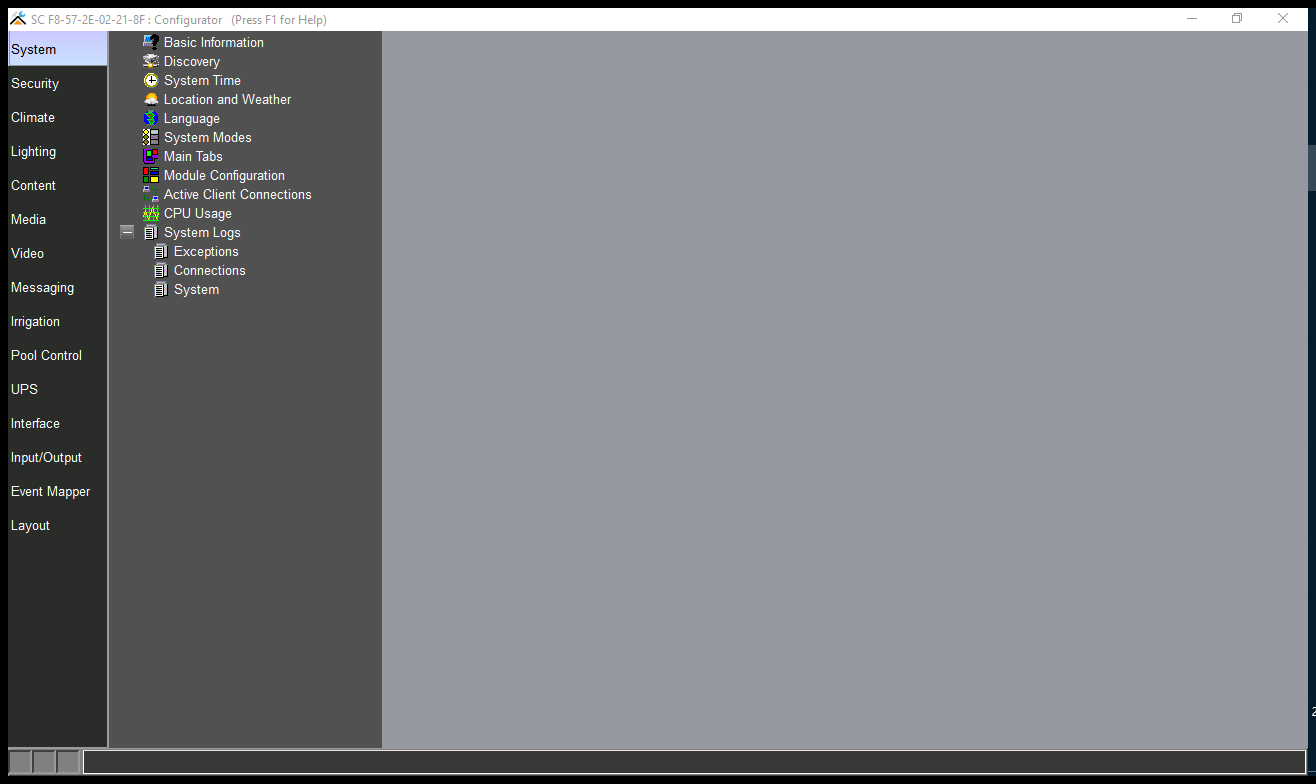 SC F8-57-2E-02-21-8F : Configurator (Press F1 for Help)
System
Security
Climate
Lighting
Content
Media
Video
Messaging
Irrigation
Pool Control
UPS
Interface
Input/Output
Event Mapper
Layout
Basic Information
Discovery
System Time
Location and Weather
Language
System Modes
Main Tabs
Module Configuration
Active Client Connections
CPU Usage
System Logs
Exceptions
Connections
System